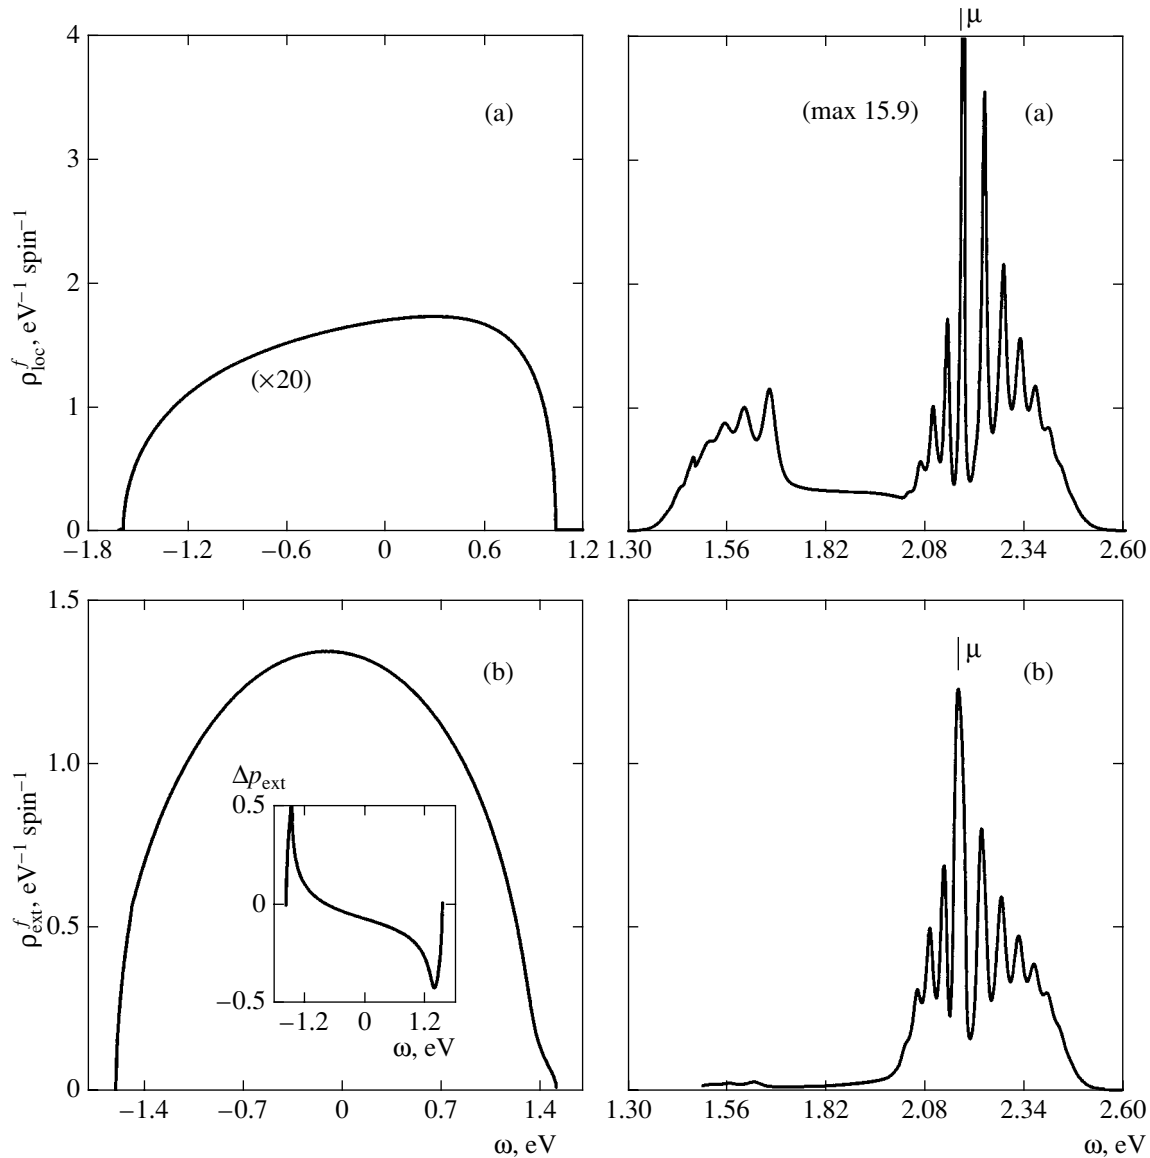 μ
4
3
2
1
0
ρ^f_loc, eV⁻¹ spin⁻¹
(a)
(×20)
−1.8 −1.2 −0.6 0 0.6 1.2
(max 15.9)
(a)
1.30 1.56 1.82 2.08 2.34 2.60
1.5
1.0
0.5
0
ρ^f_ext, eV⁻¹ spin⁻¹
(b)
Δp_ext
0.5
0
−0.5
−1.2 0 1.2
ω, eV
−1.4 −0.7 0 0.7 1.4
ω, eV
μ
(b)
1.30 1.56 1.82 2.08 2.34 2.60
ω, eV